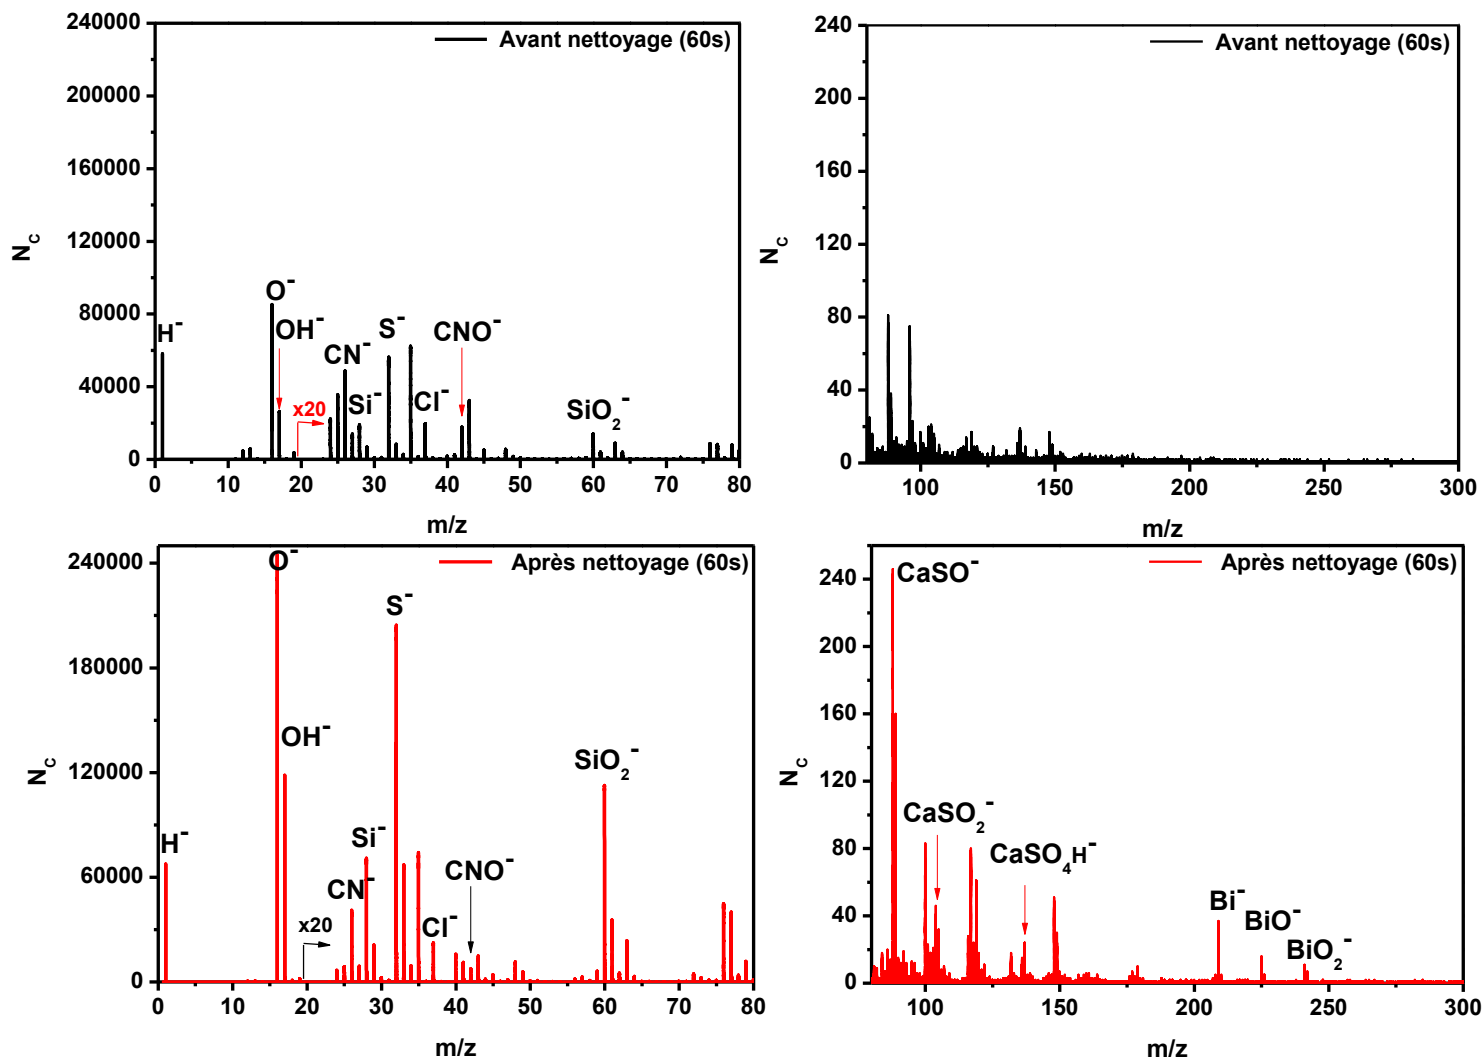 Avant nettoyage (60s)
N_C
240000
200000
160000
120000
80000
40000
0
H⁻
O⁻
OH⁻
x20
CN⁻
Si⁻
S⁻
Cl⁻
CNO⁻
SiO₂⁻
0 10 20 30 40 50 60 70 80
m/z
Avant nettoyage (60s)
N_C
240
200
160
120
80
40
0
100 150 200 250 300
m/z
Après nettoyage (60s)
N_C
240000
180000
120000
60000
0
H⁻
O⁻
OH⁻
x20
CN⁻
Si⁻
S⁻
Cl⁻
CNO⁻
SiO₂⁻
0 10 20 30 40 50 60 70 80
m/z
Après nettoyage (60s)
N_C
240
200
160
120
80
40
0
CaSO⁻
CaSO₂⁻
CaSO₄H⁻
Bi⁻
BiO⁻
BiO₂⁻
100 150 200 250 300
m/z